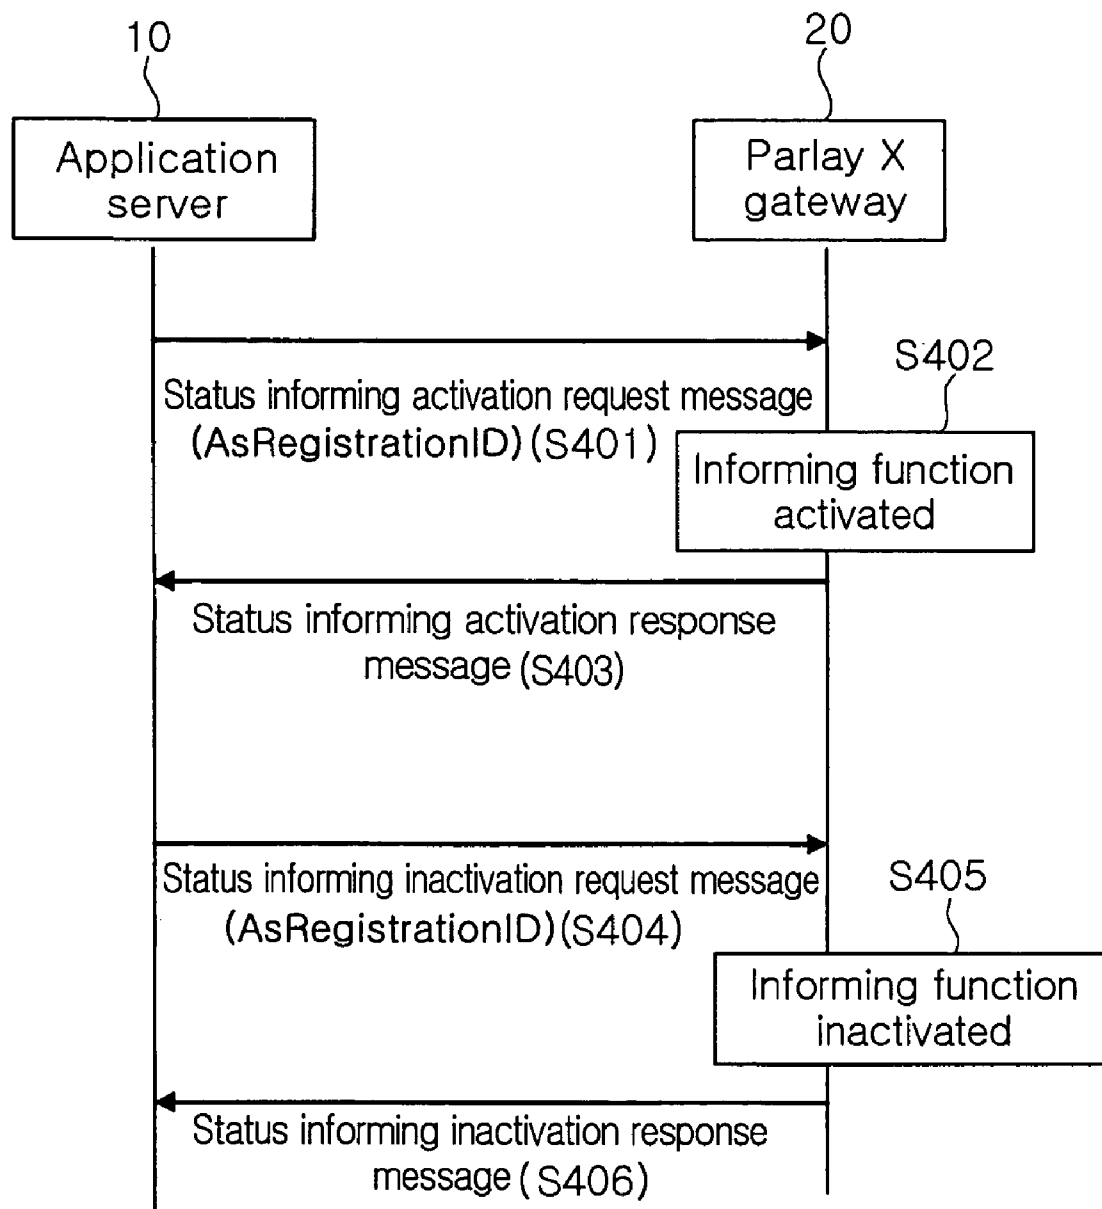 10
20
Application
server
Parlay X
gateway
S402
Status informing activation request message
(AsRegistrationID) (S401)
Informing function
activated
Status informing activation response
message (S403)
Status informing inactivation request message
(AsRegistrationID) (S404)
S405
Informing function
inactivated
Status informing inactivation response
message ( S406)